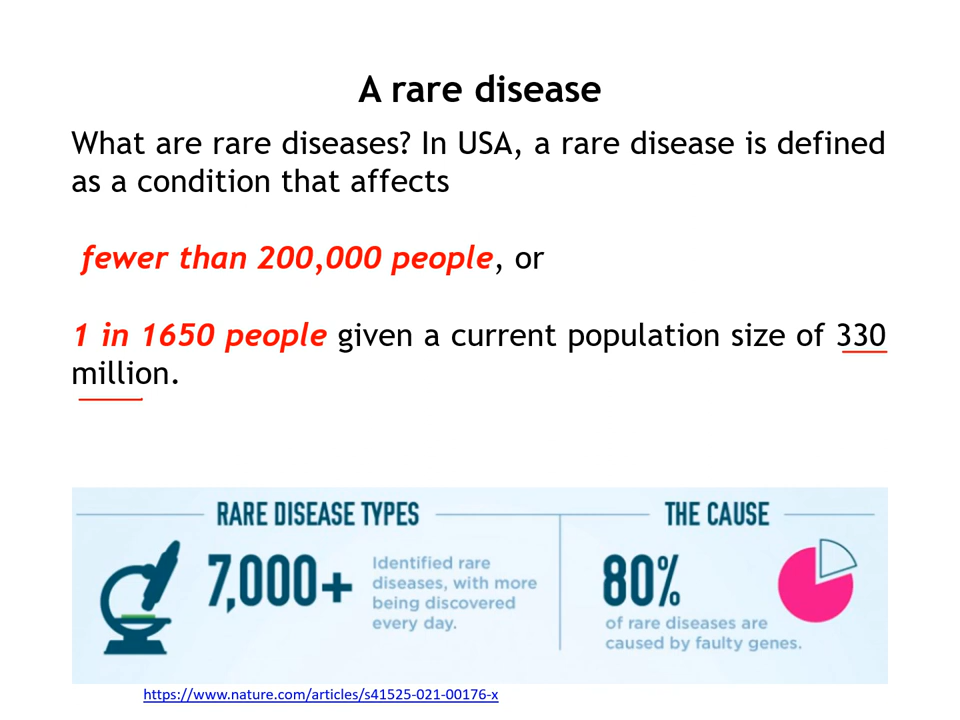 A rare disease
What are rare diseases? In USA, a rare disease is defined
as a condition that affects
fewer than 200,000 people, or
1 in 1650 people given a current population size of 330
million.
RARE DISEASE TYPES
7,000+
Identified rare
diseases, with more
being discovered
every day.
THE CAUSE
80%
of rare diseases are
caused by faulty genes.
https://www.nature.com/articles/s41525-021-00176-x